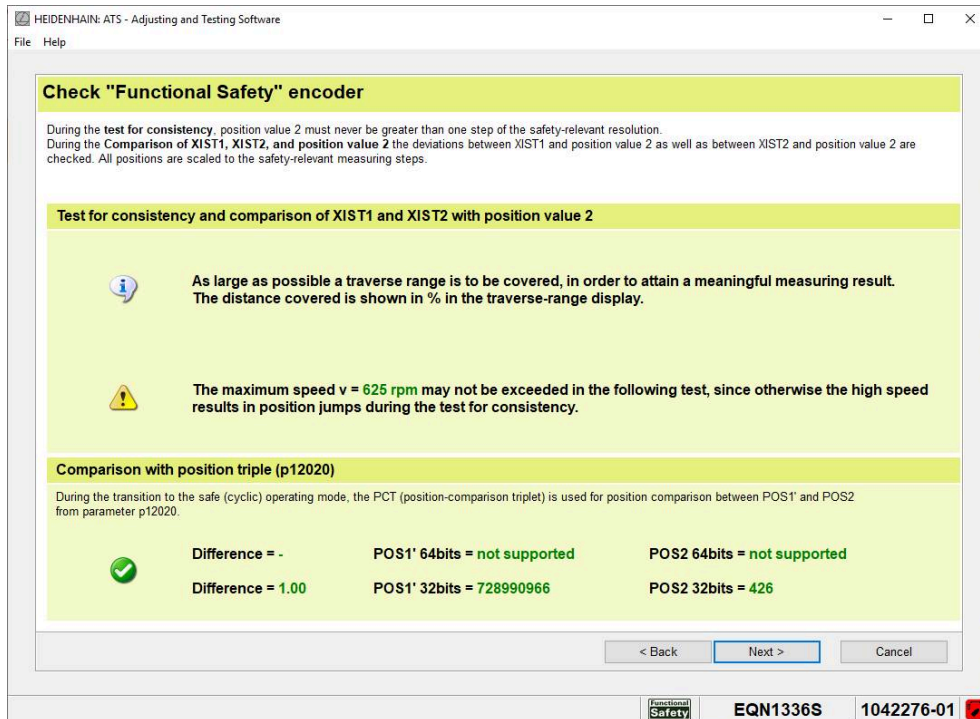 HEIDENHAIN: ATS - Adjusting and Testing Software
File Help
Check "Functional Safety" encoder
During the test for consistency, position value 2 must never be greater than one step of the safety-relevant resolution.
During the Comparison of XIST1, XIST2, and position value 2 the deviations between XIST1 and position value 2 as well as between XIST2 and position value 2 are
checked. All positions are scaled to the safety-relevant measuring steps.
Test for consistency and comparison of XIST1 and XIST2 with position value 2
As large as possible a traverse range is to be covered, in order to attain a meaningful measuring result.
The distance covered is shown in % in the traverse-range display.
The maximum speed v = 625 rpm may not be exceeded in the following test, since otherwise the high speed
results in position jumps during the test for consistency.
Comparison with position triple (p12020)
During the transition to the safe (cyclic) operating mode, the PCT (position-comparison triplet) is used for position comparison between POS1' and POS2
from parameter p12020.
Difference = - POS1' 64bits = not supported POS2 64bits = not supported
Difference = 1.00 POS1' 32bits = 728990966 POS2 32bits = 426
< Back Next > Cancel
Functional
Safety EQN1336S 1042276-01